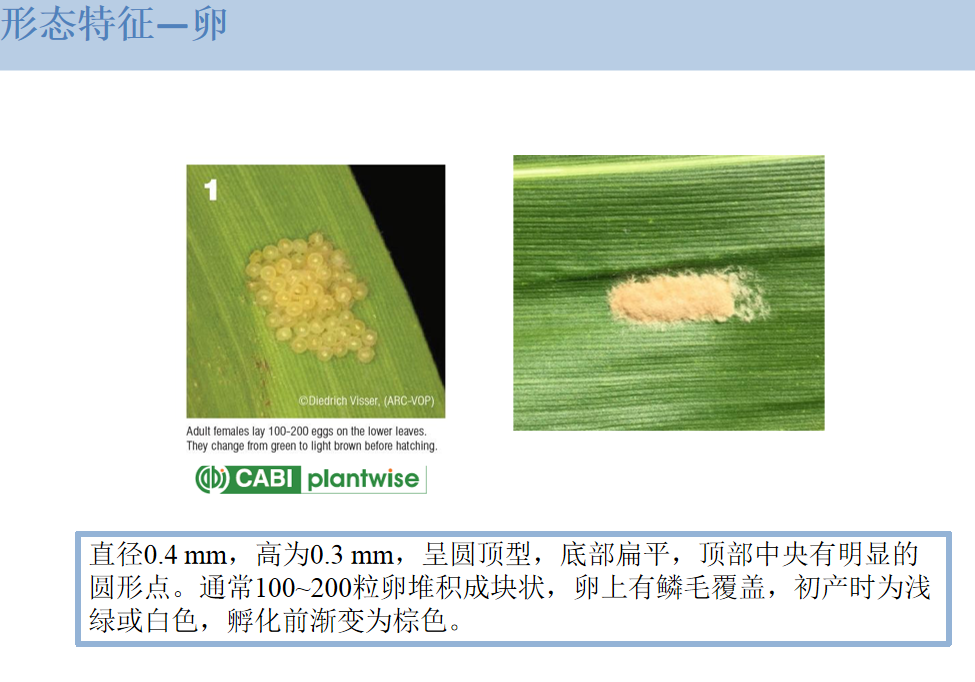 形态特征—卵
1
©Diedrich Visser, (ARC-VOP)
Adult females lay 100-200 eggs on the lower leaves.
They change from green to light brown before hatching.
CABI plantwise
直径0.4 mm，高为0.3 mm，呈圆顶型，底部扁平，顶部中央有明显的
圆形点。通常100~200粒卵堆积成块状，卵上有鳞毛覆盖，初产时为浅
绿或白色，孵化前渐变为棕色。